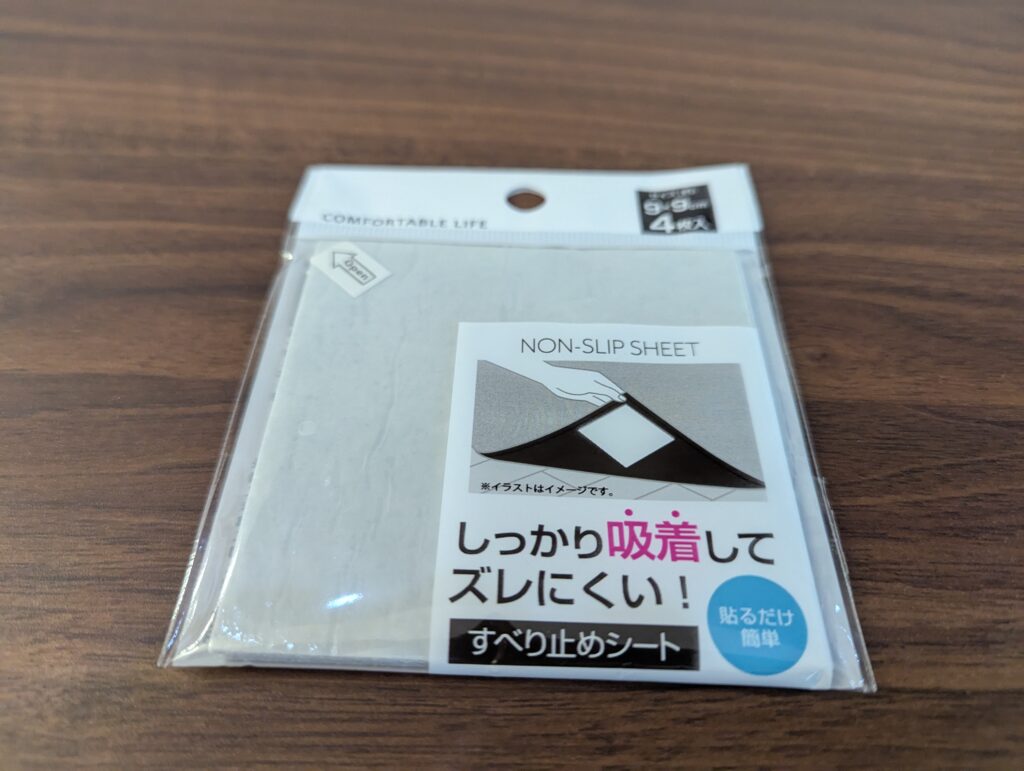 COMFORTABLE LIFE
9×9cm
4枚入
open
NON-SLIP SHEET
※イラストはイメージです。
しっかり吸着して
ズレにくい!
すべり止めシート
貼るだけ
簡単